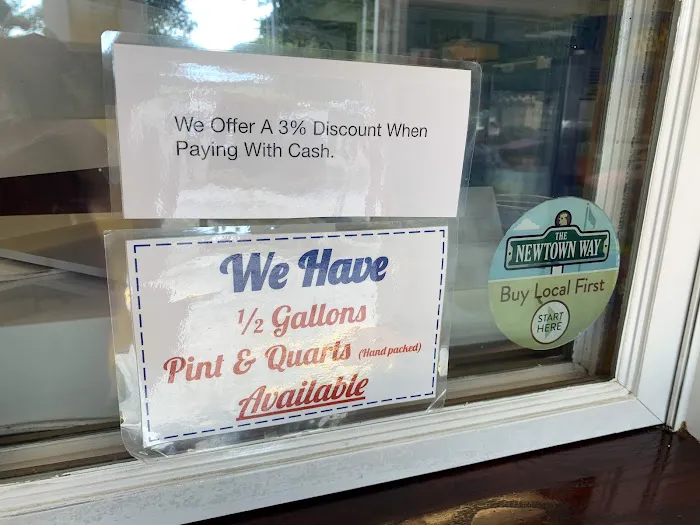 We Offer A 3% Discount When
Paying With Cash.
We Have
1/2 Gallons
Pint & Quarts (Hand packed)
Available
THE
NEWTOWN WAY
Buy Local First
START
HERE